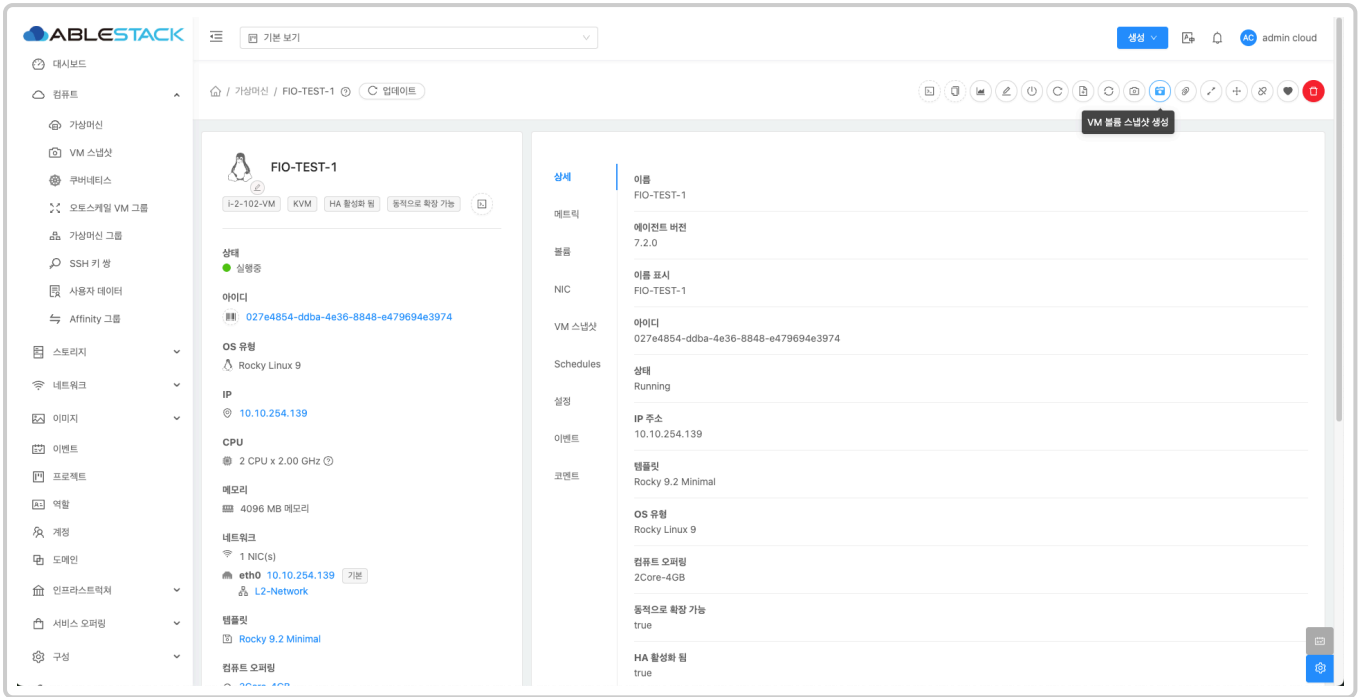 ABLESTACK
기본 보기
생성
AC
admin cloud
대시보드
컴퓨트
가상머신
VM 스냅샷
쿠버네티스
오토스케일 VM 그룹
가상머신 그룹
SSH 키 쌍
사용자 데이터
Affinity 그룹
스토리지
네트워크
이미지
이벤트
프로젝트
역할
계정
도메인
인프라스트럭쳐
서비스 오퍼링
구성
/ 가상머신 / FIO-TEST-1
업데이트
VM 볼륨 스냅샷 생성
FIO-TEST-1
i-2-102-VM
KVM
HA 활성화 됨
동적으로 확장 가능
상태
실행중
아이디
027e4854-ddba-4e36-8848-e479694e3974
OS 유형
Rocky Linux 9
IP
10.10.254.139
CPU
2 CPU x 2.00 GHz
메모리
4096 MB 메모리
네트워크
1 NIC(s)
eth0 10.10.254.139 기본
L2-Network
템플릿
Rocky 9.2 Minimal
컴퓨트 오퍼링
2Core-4GB
상세
메트릭
볼륨
NIC
VM 스냅샷
Schedules
설정
이벤트
코멘트
이름
FIO-TEST-1
에이전트 버전
7.2.0
이름 표시
FIO-TEST-1
아이디
027e4854-ddba-4e36-8848-e479694e3974
상태
Running
IP 주소
10.10.254.139
템플릿
Rocky 9.2 Minimal
OS 유형
Rocky Linux 9
컴퓨트 오퍼링
2Core-4GB
동적으로 확장 가능
true
HA 활성화 됨
true